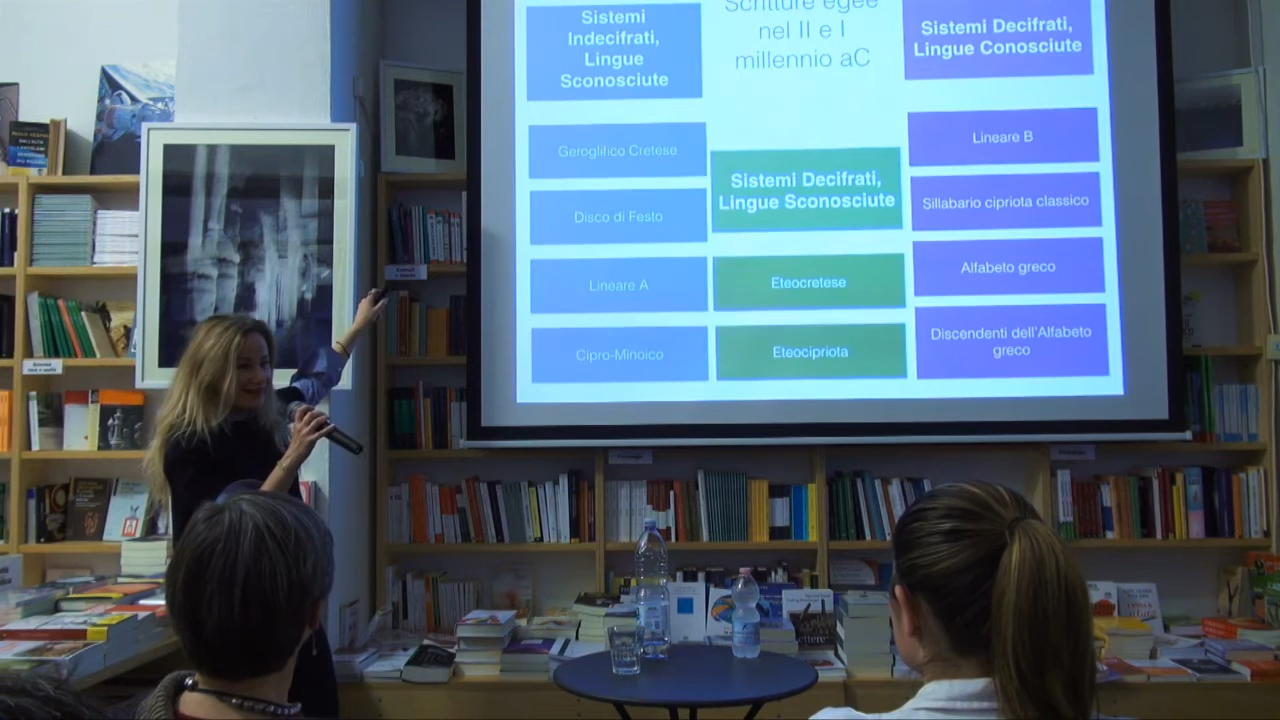 Sistemi
Indecifrati,
Lingue
Sconosciute
Geroglifico Cretese
Disco di Festo
Lineare A
Cipro-Minoico
Scritture egee
nel II e I
millennio aC
Sistemi Decifrati,
Lingue Sconosciute
Eteocretese
Eteocipriota
Sistemi Decifrati,
Lingue Conosciute
Lineare B
Sillabario cipriota classico
Alfabeto greco
Discendenti dell'Alfabeto
greco